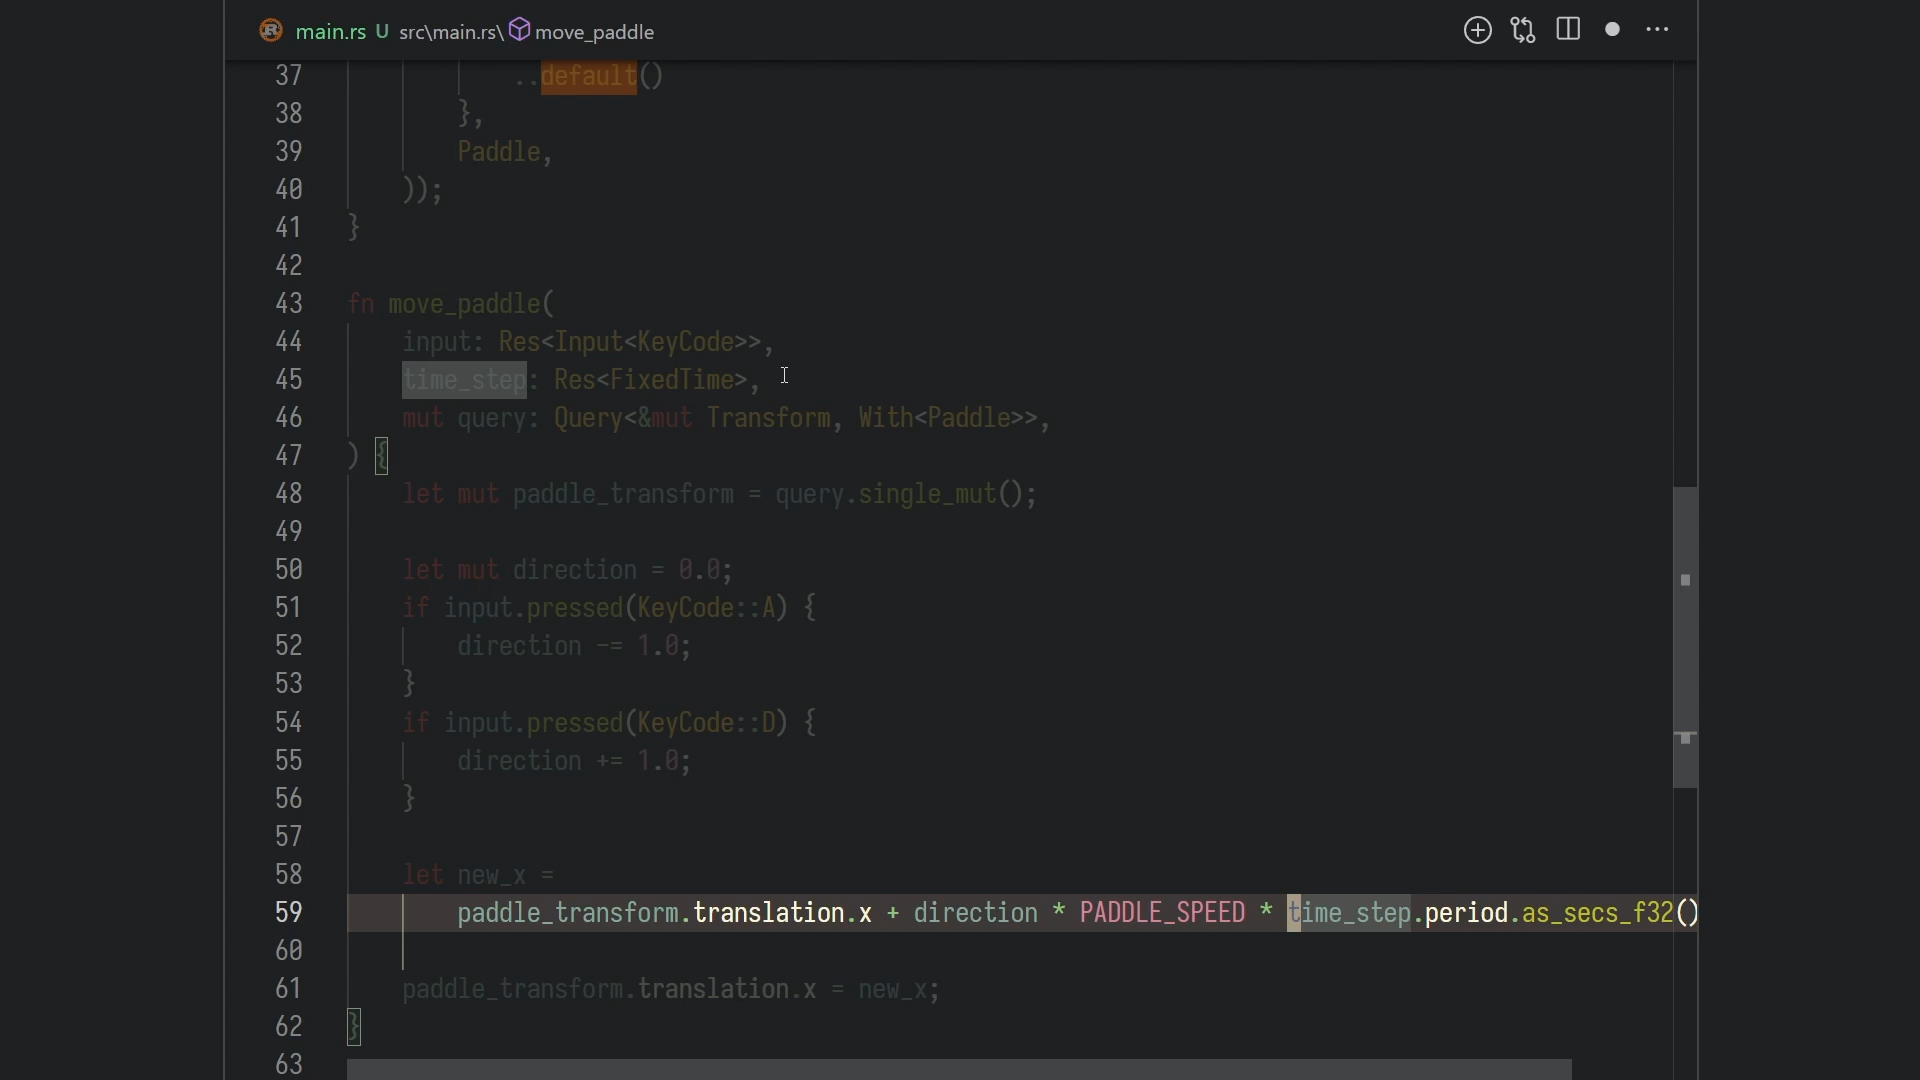 main.rs U src\main.rs\ move_paddle
37 ..default()
38 },
39 Paddle,
40 ));
41 }
42
43 fn move_paddle(
44 input: Res<Input<KeyCode>>,
45 time_step: Res<FixedTime>,
46 mut query: Query<&mut Transform, With<Paddle>>,
47 ) {
48 let mut paddle_transform = query.single_mut();
49
50 let mut direction = 0.0;
51 if input.pressed(KeyCode::A) {
52 direction -= 1.0;
53 }
54 if input.pressed(KeyCode::D) {
55 direction += 1.0;
56 }
57
58 let new_x =
59 paddle_transform.translation.x + direction * PADDLE_SPEED * time_step.period.as_secs_f32()
60
61 paddle_transform.translation.x = new_x;
62 }
63